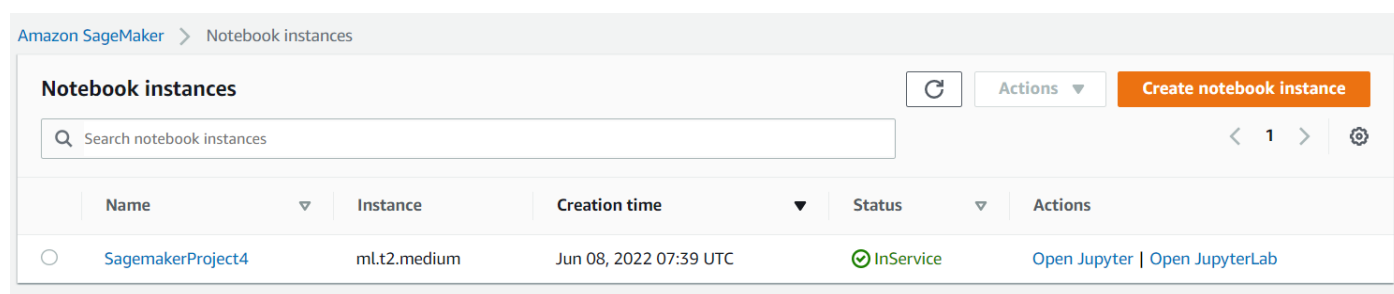 Amazon SageMaker > Notebook instances
Notebook instances
Actions
Create notebook instance
Search notebook instances
< 1 >
Name Instance Creation time Status Actions
SagemakerProject4 ml.t2.medium Jun 08, 2022 07:39 UTC InService Open Jupyter | Open JupyterLab